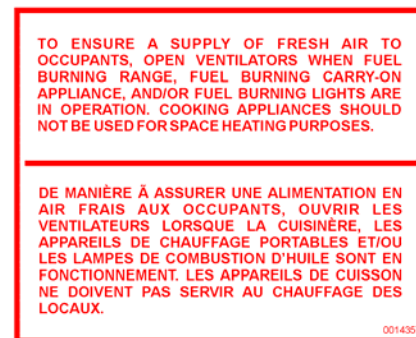 TO ENSURE A SUPPLY OF FRESH AIR TO
OCCUPANTS, OPEN VENTILATORS WHEN FUEL
BURNING RANGE, FUEL BURNING CARRY-ON
APPLIANCE, AND/OR FUEL BURNING LIGHTS ARE
IN OPERATION. COOKING APPLIANCES SHOULD
NOT BE USED FOR SPACE HEATING PURPOSES.
DE MANIÈRE Ã ASSURER UNE ALIMENTATION EN
AIR FRAIS AUX OCCUPANTS, OUVRIR LES
VENTILATEURS LORSQUE LA CUISINÈRE, LES
APPAREILS DE CHAUFFAGE PORTABLES ET/OU
LES LAMPES DE COMBUSTION D'HUILE SONT EN
FONCTIONNEMENT. LES APPAREILS DE CUISSON
NE DOIVENT PAS SERVIR AU CHAUFFAGE DES
LOCAUX.
001435